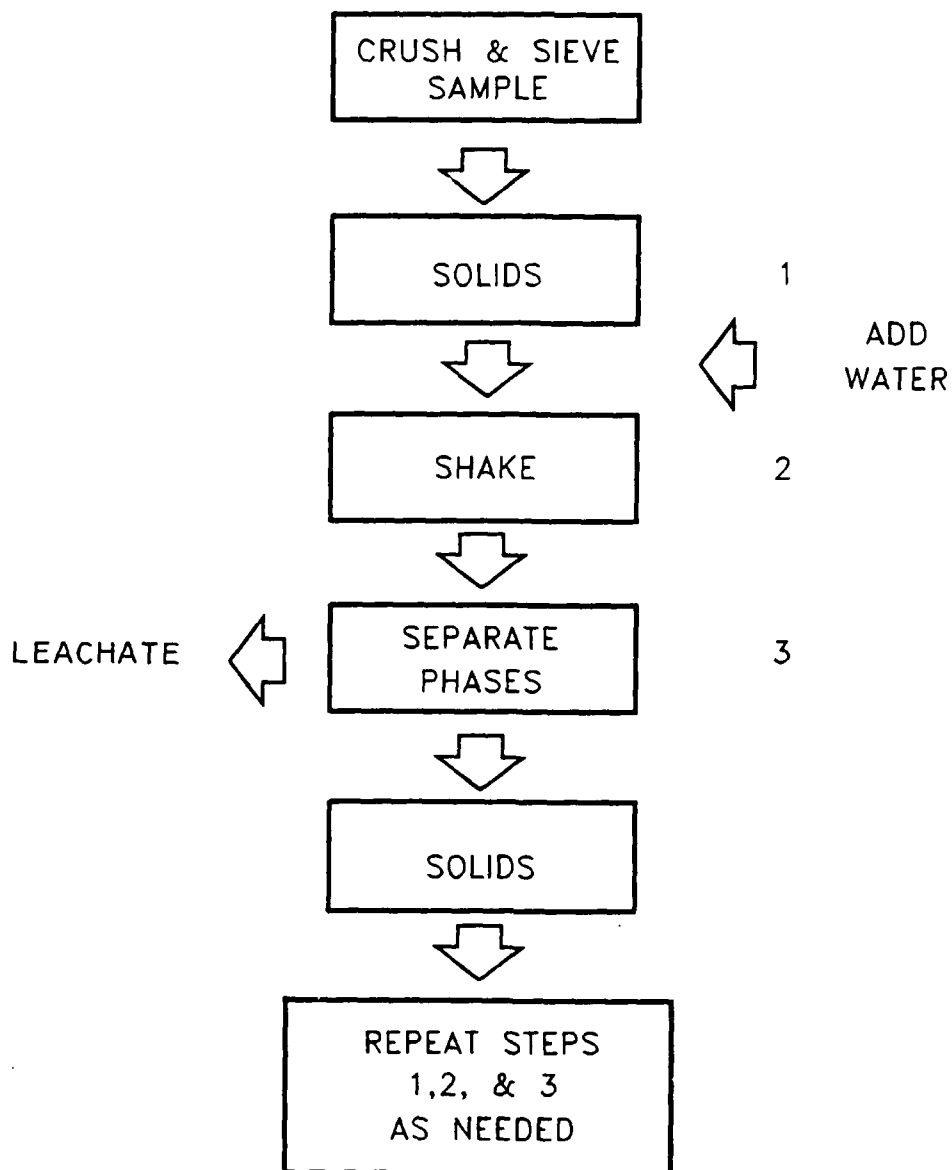 CRUSH & SIEVE
SAMPLE
SOLIDS
1
ADD
WATER
SHAKE
2
LEACHATE
SEPARATE
PHASES
3
SOLIDS
REPEAT STEPS
1,2, & 3
AS NEEDED